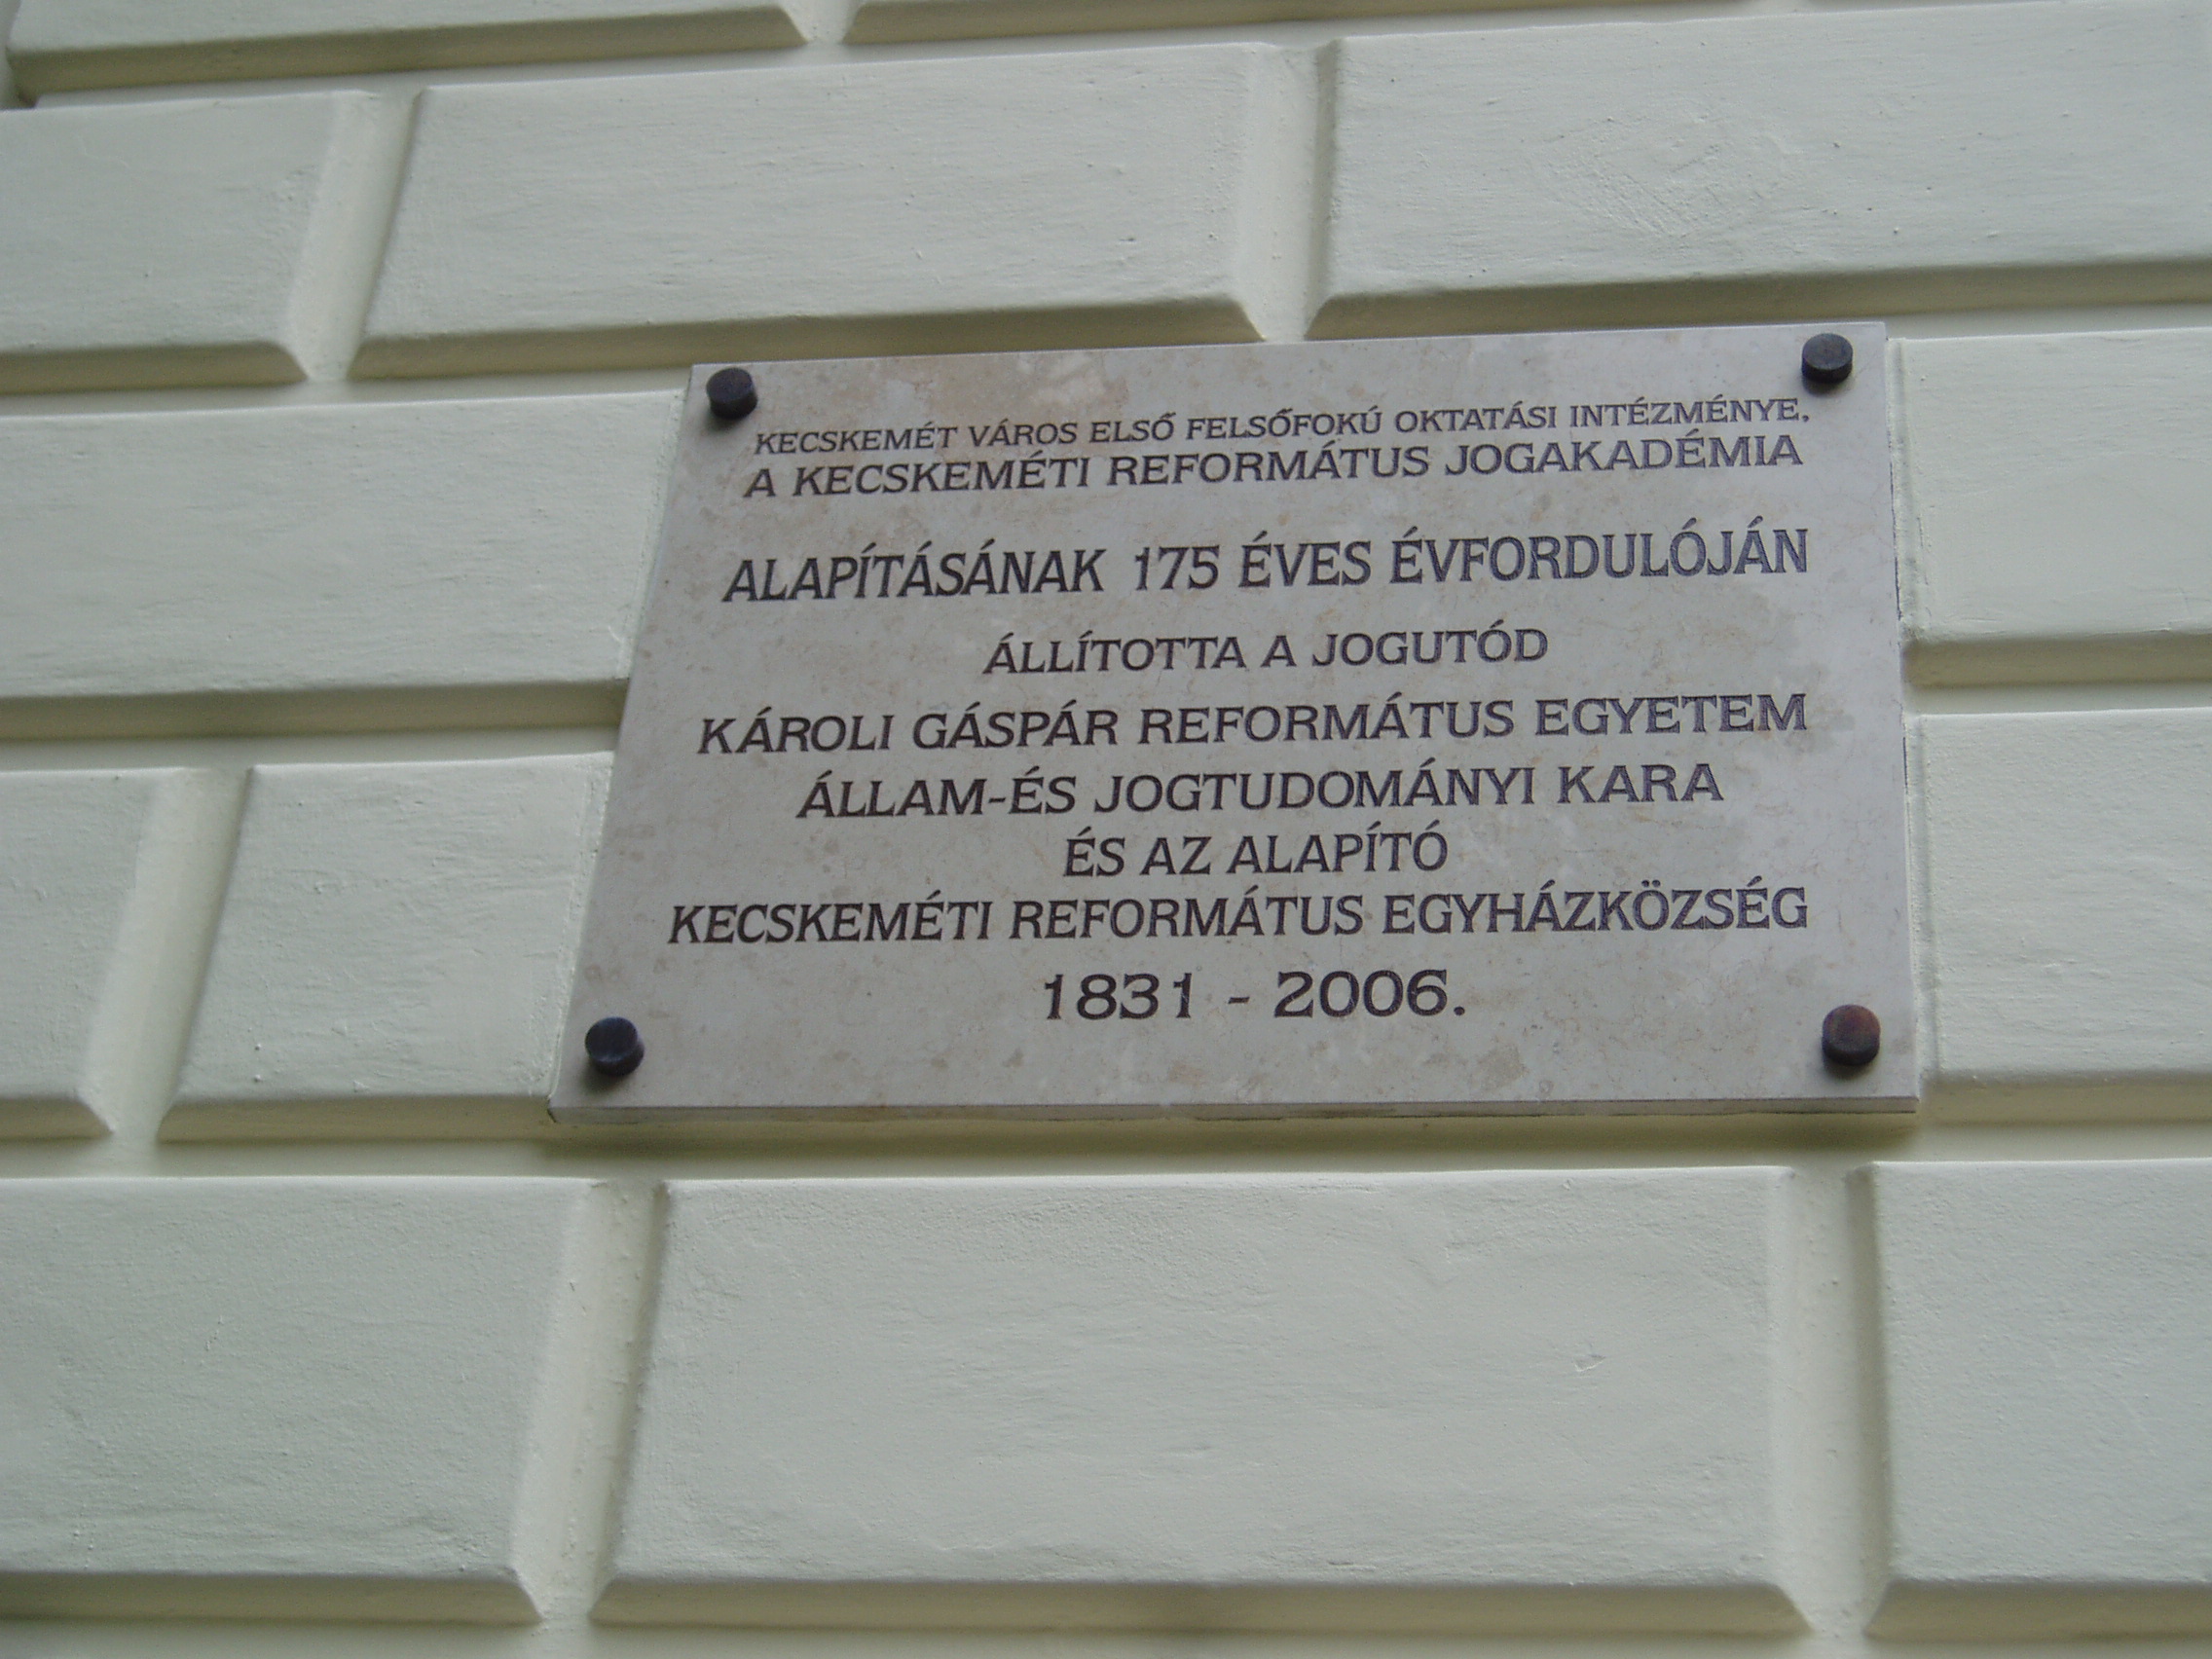 KECSKEMÉT VÁROS ELSŐ FELSŐFOKÚ OKTATÁSI INTÉZMÉNYE,
A KECSKEMÉTI REFORMÁTUS JOGAKADÉMIA
ALAPÍTÁSÁNAK 175 ÉVES ÉVFORDULÓJÁN
ÁLLÍTOTTA A JOGUTÓD
KÁROLI GÁSPÁR REFORMÁTUS EGYETEM
ÁLLAM-ÉS JOGTUDOMÁNYI KARA
ÉS AZ ALAPÍTÓ
KECSKEMÉTI REFORMÁTUS EGYHÁZKÖZSÉG
1831 - 2006.